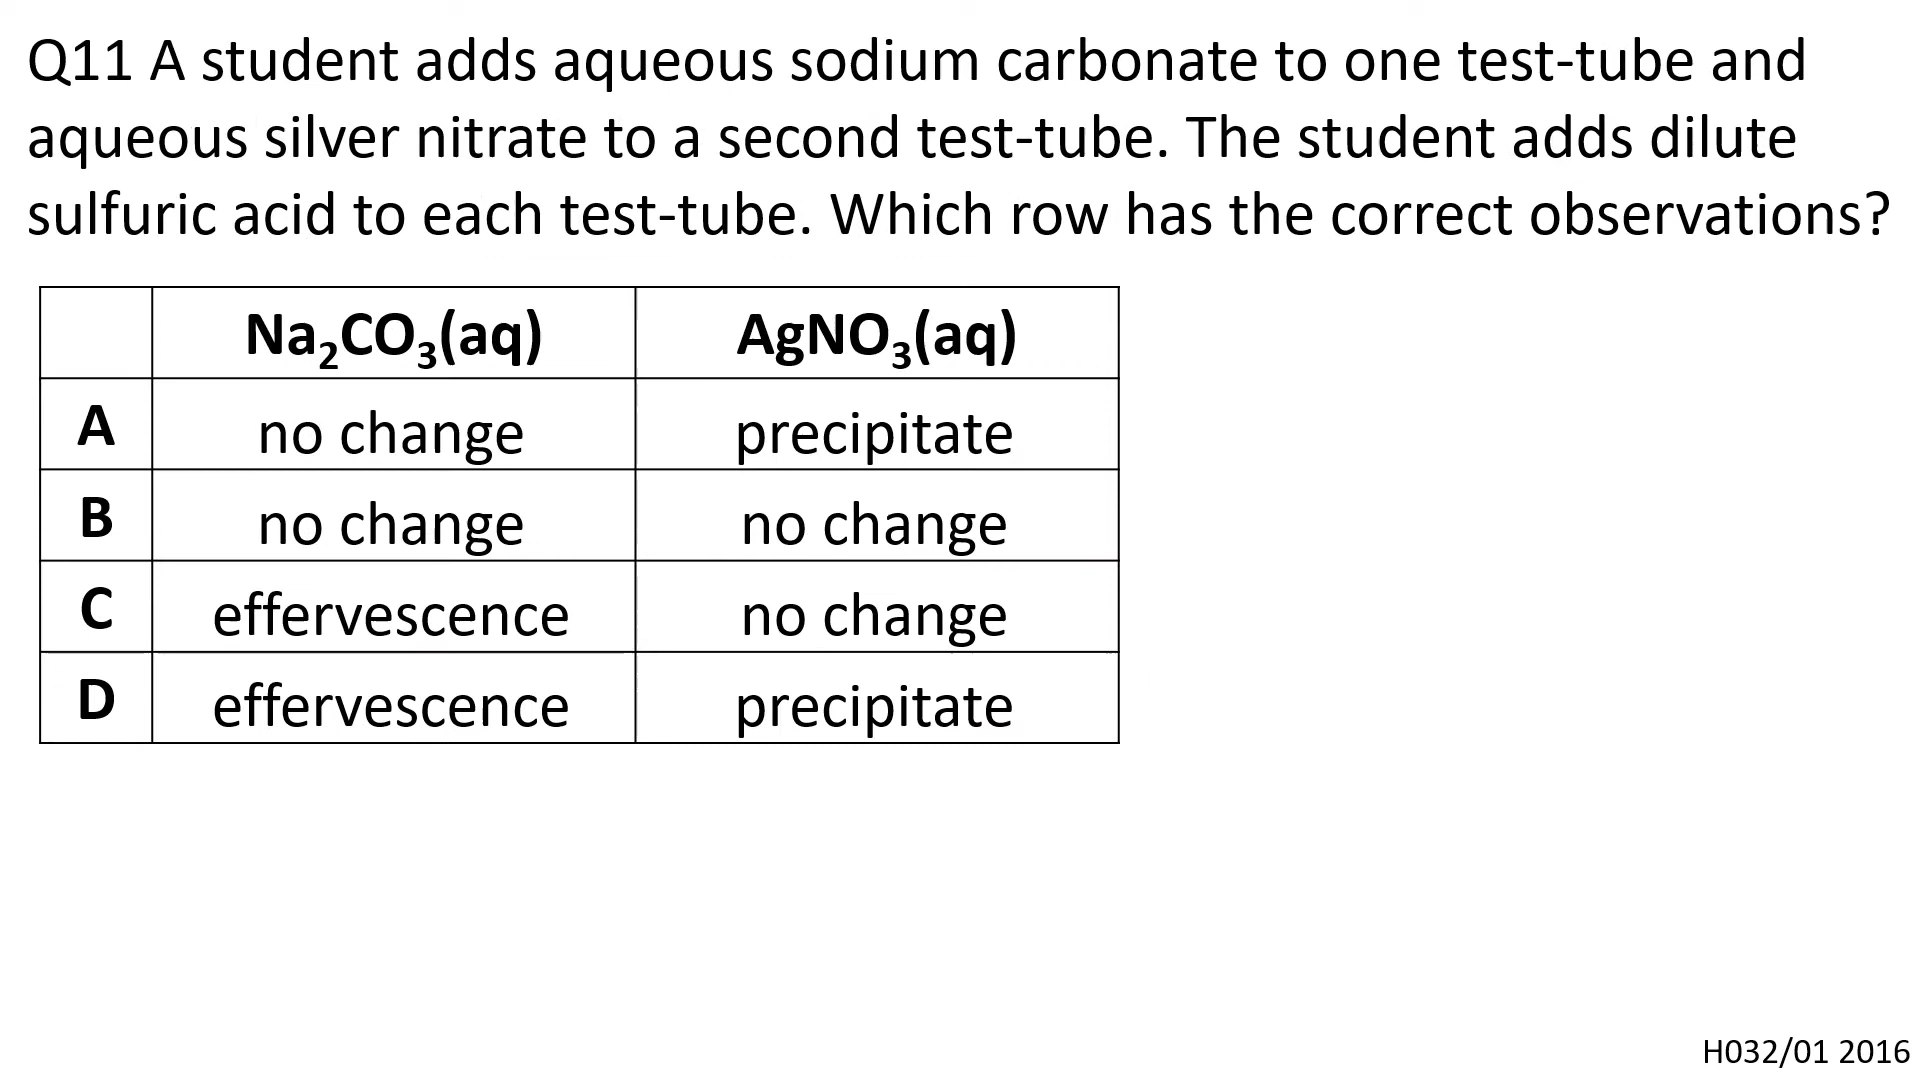 Q11 A student adds aqueous sodium carbonate to one test-tube and
aqueous silver nitrate to a second test-tube. The student adds dilute
sulfuric acid to each test-tube. Which row has the correct observations?
Na₂CO₃(aq) AgNO₃(aq)
A no change precipitate
B no change no change
C effervescence no change
D effervescence precipitate
H032/01 2016